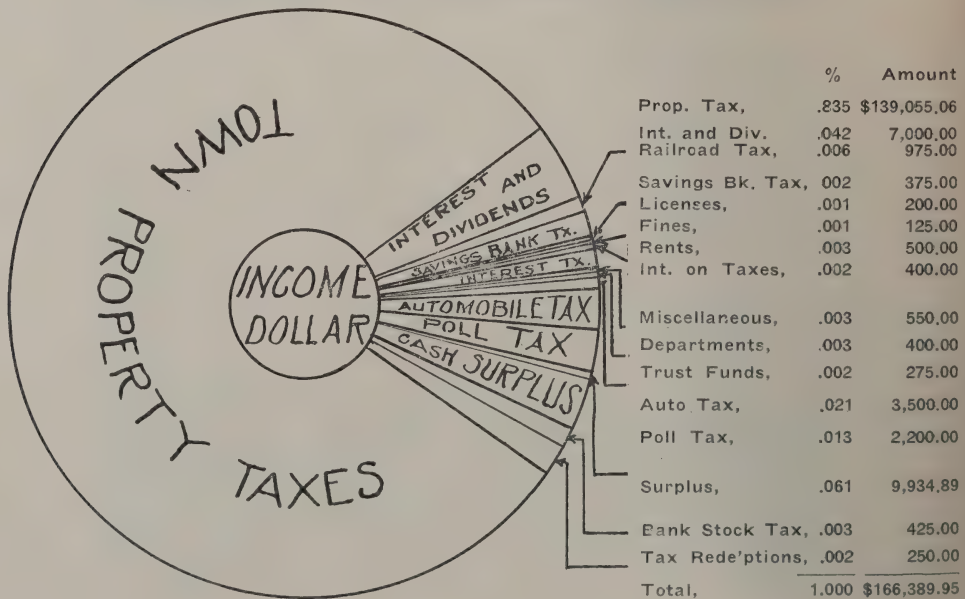 TOWN PROPERTY TAXES
INCOME
DOLLAR
INTEREST AND
DIVIDENDS
SAVINGS BANK TX.
INTEREST TX.
AUTOMOBILE TAX
POLL TAX
CASH SURPLUS
% Amount
Prop. Tax, .835 $139,055.06
Int. and Div. .042 7,000.00
Railroad Tax, .006 975.00
Savings Bk. Tax, 002 375.00
Licenses, .001 200.00
Fines, .001 125.00
Rents, .003 500.00
Int. on Taxes, .002 400.00
Miscellaneous, .003 550.00
Departments, .003 400.00
Trust Funds, .002 275.00
Auto Tax, .021 3,500.00
Poll Tax, .013 2,200.00
Surplus, .061 9,934.89
Bank Stock Tax, .003 425.00
Tax Rede'ptions, .002 250.00
Total, 1.000 $166,389.95